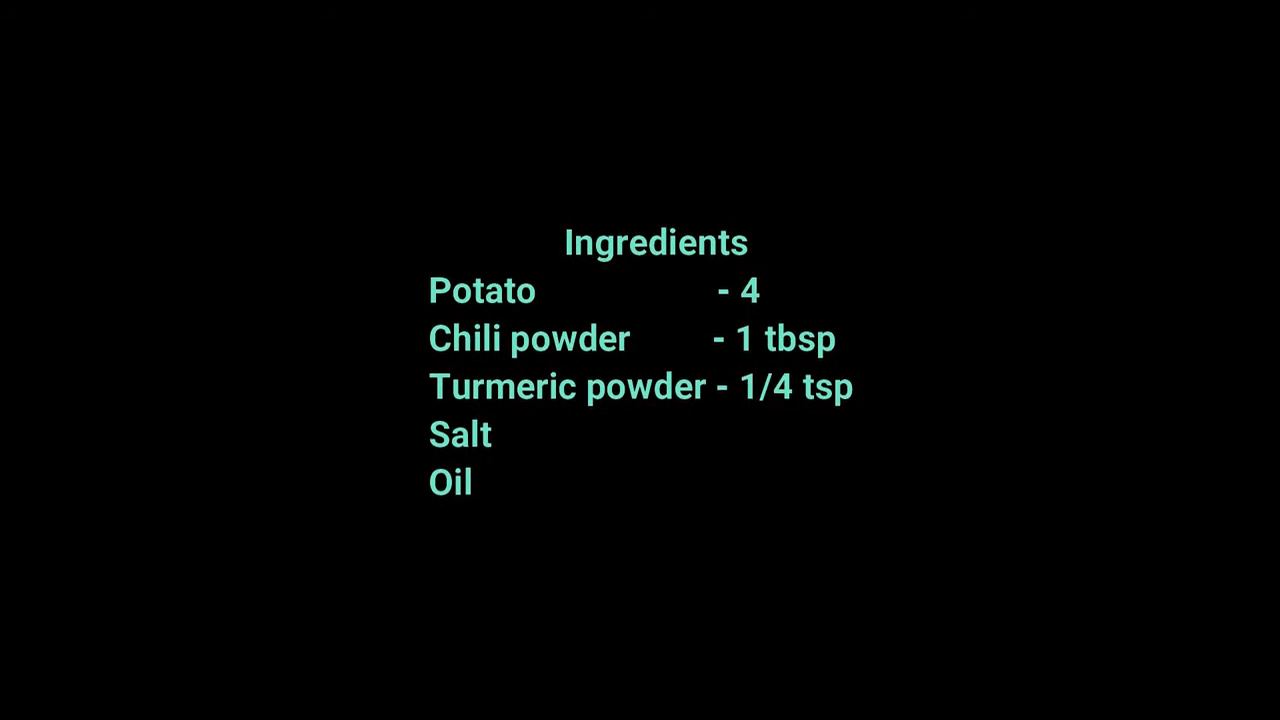 Ingredients
Potato - 4
Chili powder - 1 tbsp
Turmeric powder - 1/4 tsp
Salt
Oil